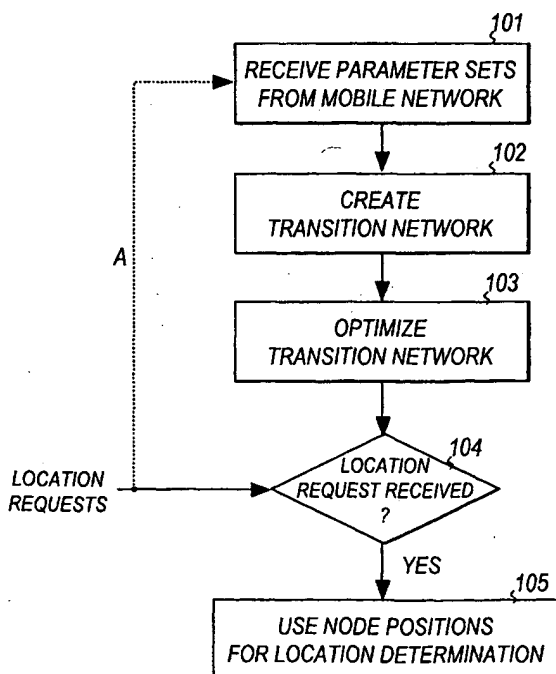 101
RECEIVE PARAMETER SETS
FROM MOBILE NETWORK
102
CREATE
TRANSITION NETWORK
A
103
OPTIMIZE
TRANSITION NETWORK
104
LOCATION
REQUEST RECEIVED
?
LOCATION
REQUESTS
YES
105
USE NODE POSITIONS
FOR LOCATION DETERMINATION